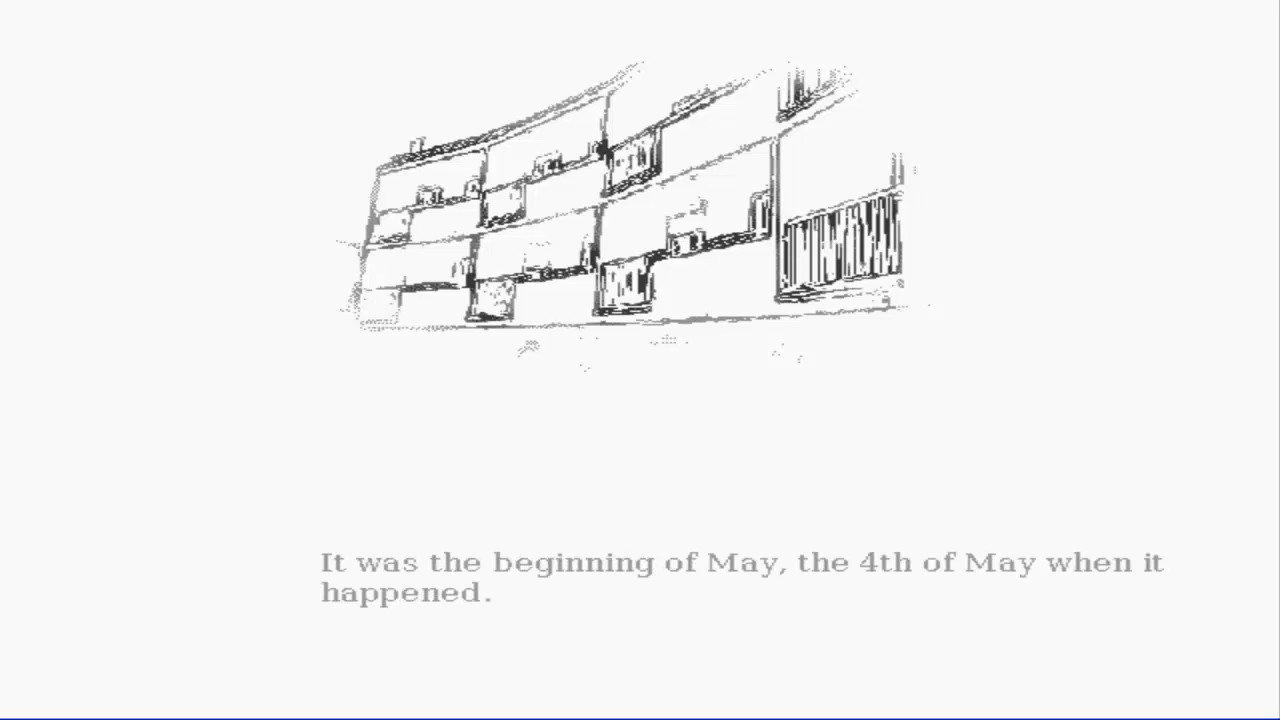 It was the beginning of May, the 4th of May when it
happened.